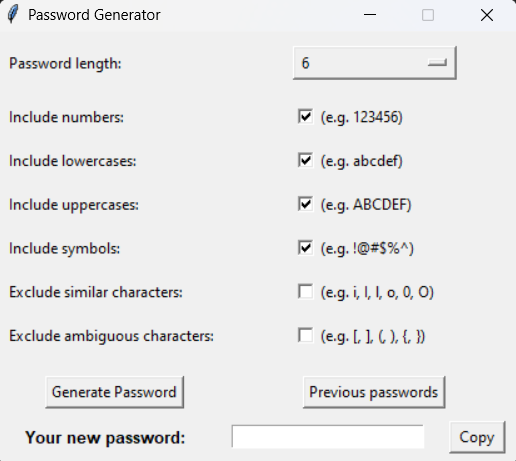 Password Generator
Password length: 6
Include numbers: (e.g. 123456)
Include lowercases: (e.g. abcdef)
Include uppercases: (e.g. ABCDEF)
Include symbols: (e.g. !@#$%^)
Exclude similar characters: (e.g. i, l, I, o, 0, O)
Exclude ambiguous characters: (e.g. [, ], (, ), {, })
Generate Password Previous passwords
Your new password: Copy